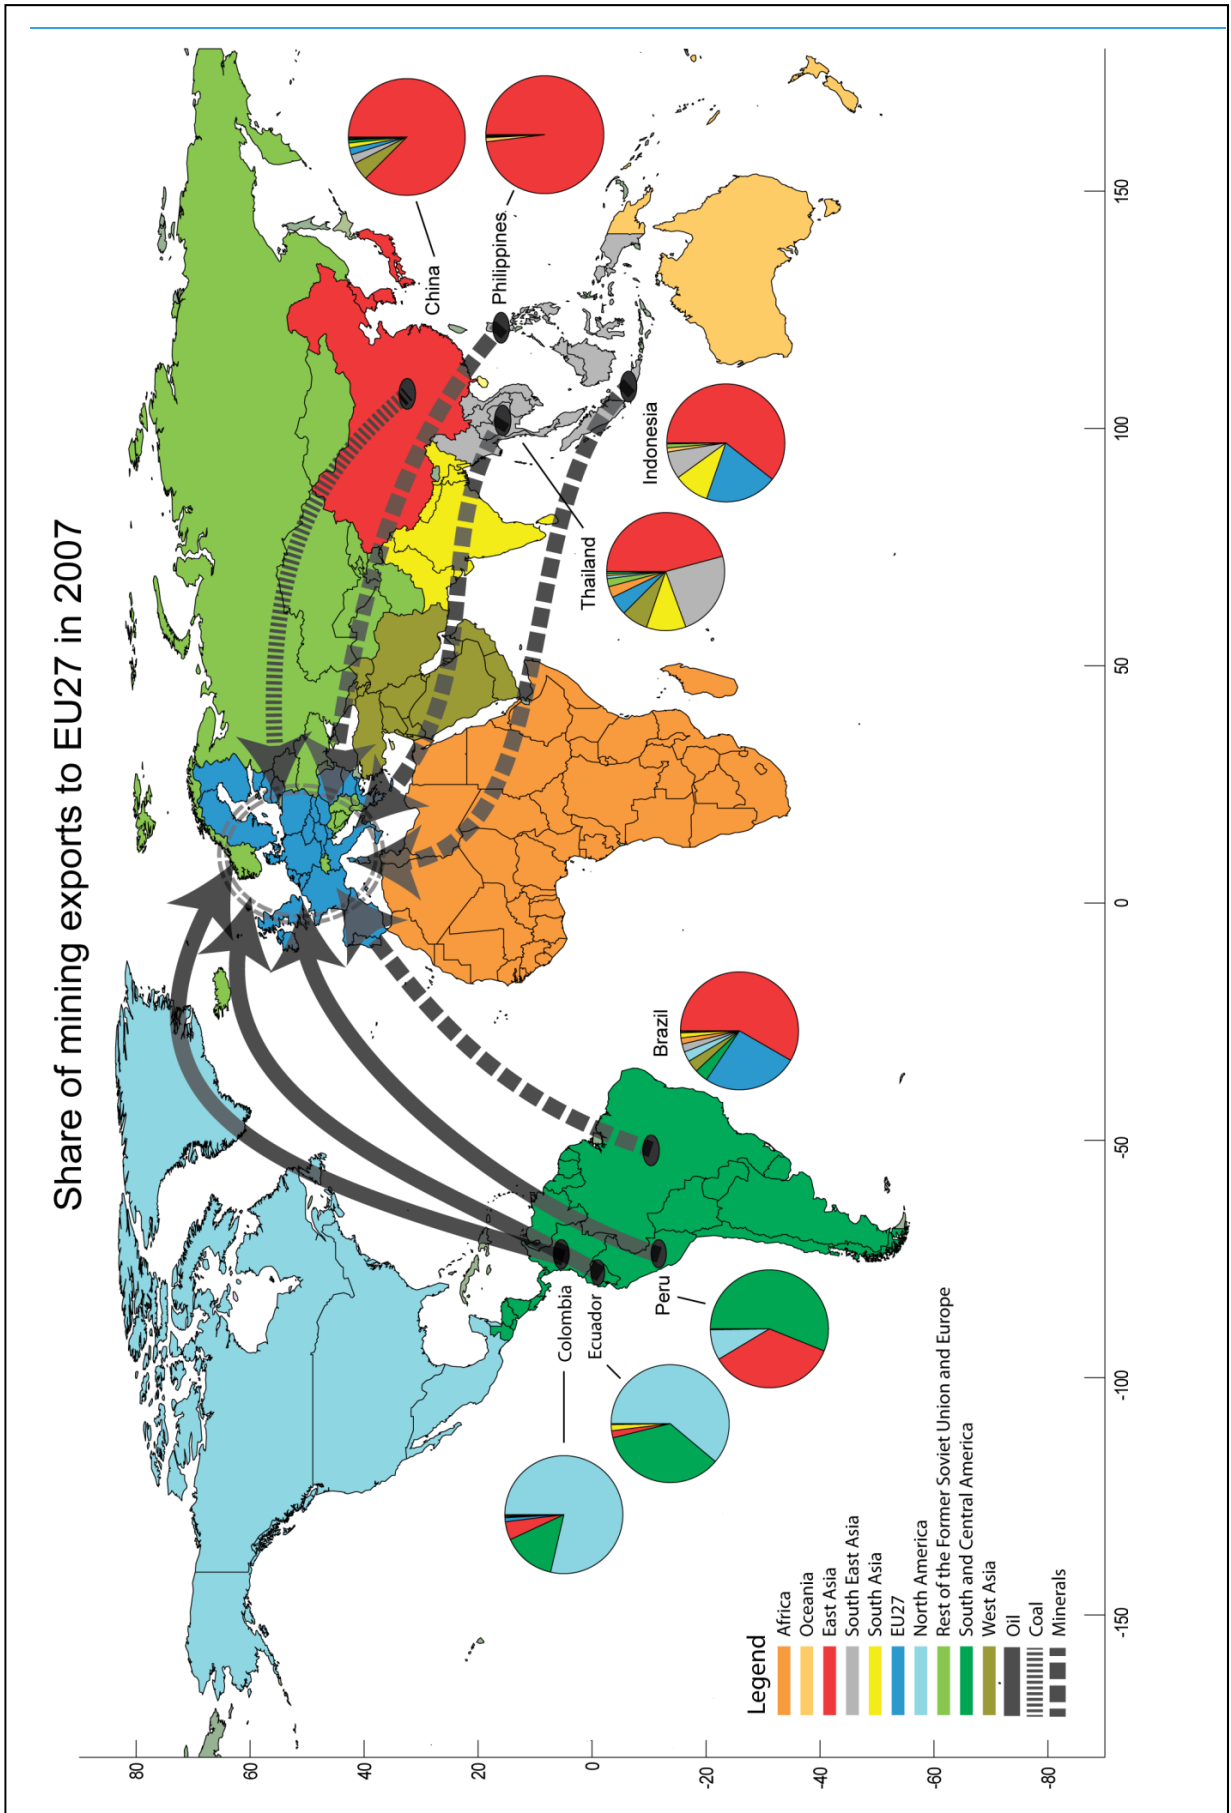 Share of mining exports to EU27 in 2007
80
60
40
20
0
-20
-40
-60
-80
-150
-100
-50
0
50
100
150
China
Philippines
Thailand
Indonesia
Brazil
Colombia
Ecuador
Peru
Legend
Africa
Oceania
East Asia
South East Asia
South Asia
EU27
North America
Rest of the Former Soviet Union and Europe
South and Central America
West Asia
Oil
Coal
Minerals